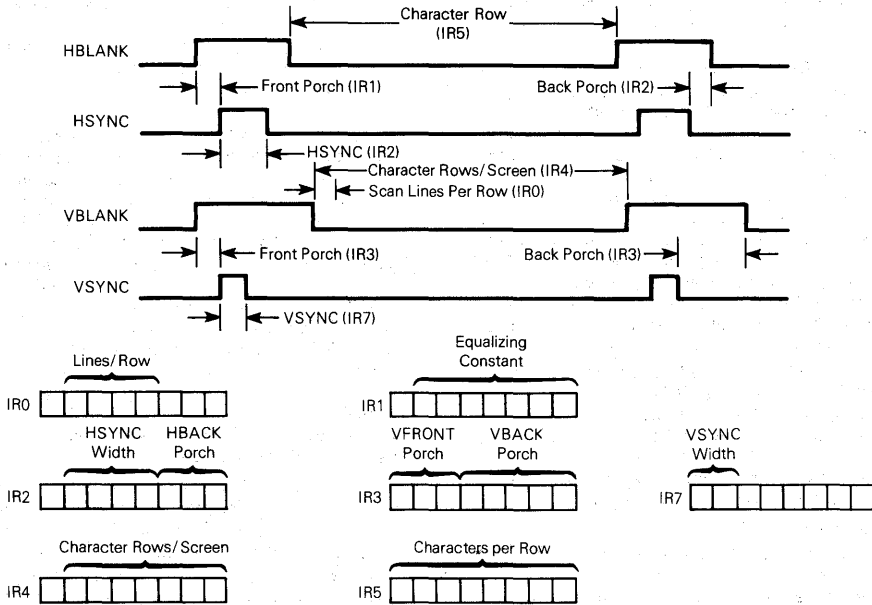 Character Row
(IR5)
HBLANK
Front Porch (IR1)
Back Porch (IR2)
HSYNC
HSYNC (IR2)
Character Rows/Screen (IR4)
Scan Lines Per Row (IR0)
VBLANK
Front Porch (IR3)
Back Porch (IR3)
VSYNC
VSYNC (IR7)
Lines/Row
IR0
Equalizing
Constant
IR1
HSYNC HBACK
Width Porch
IR2
VFRONT VBACK
Porch Porch
IR3
VSYNC
Width
IR7
Character Rows/Screen
IR4
Characters per Row
IR5